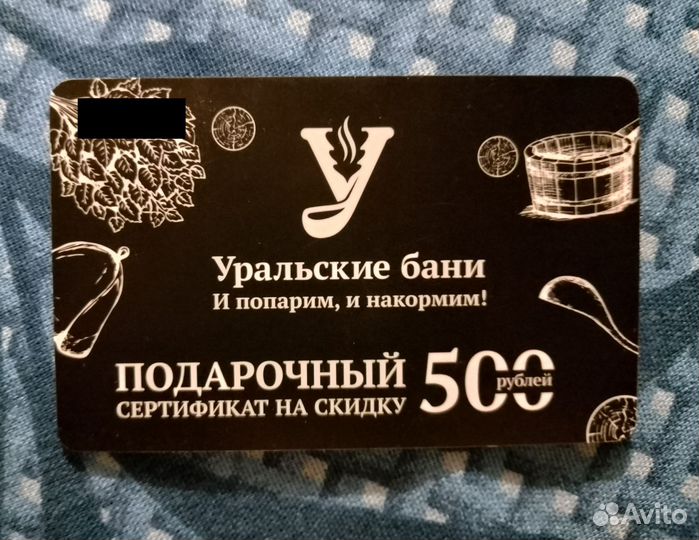 У
Уральские бани
И попарим, и накормим!
ПОДАРОЧНЫЙ
СЕРТИФИКАТ НА СКИДКУ
500
рублей
Avito